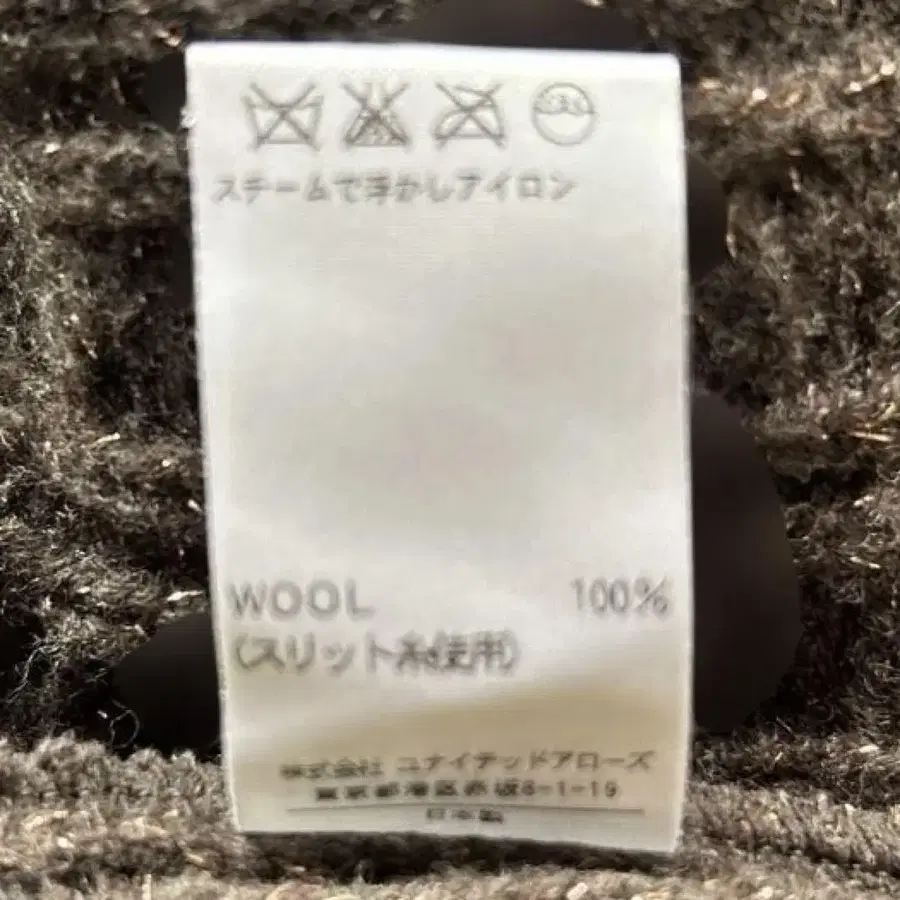 スチームで浮かしアイロン
WOOL 100%
(スリット糸使用)
株式会社 ユナイテッドアローズ
東京都港区赤坂8-1-19
日本製